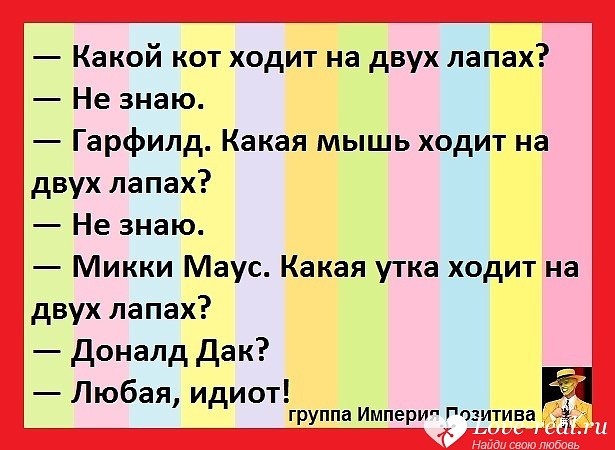 — Какой кот ходит на двух лапах?
— Не знаю.
— Гарфилд. Какая мышь ходит на
двух лапах?
— Не знаю.
— Микки Маус. Какая утка ходит на
двух лапах?
— Доналд Дак?
— Любая, идиот!
группа Империя Позитива
Love-real.ru
Найди свою любовь